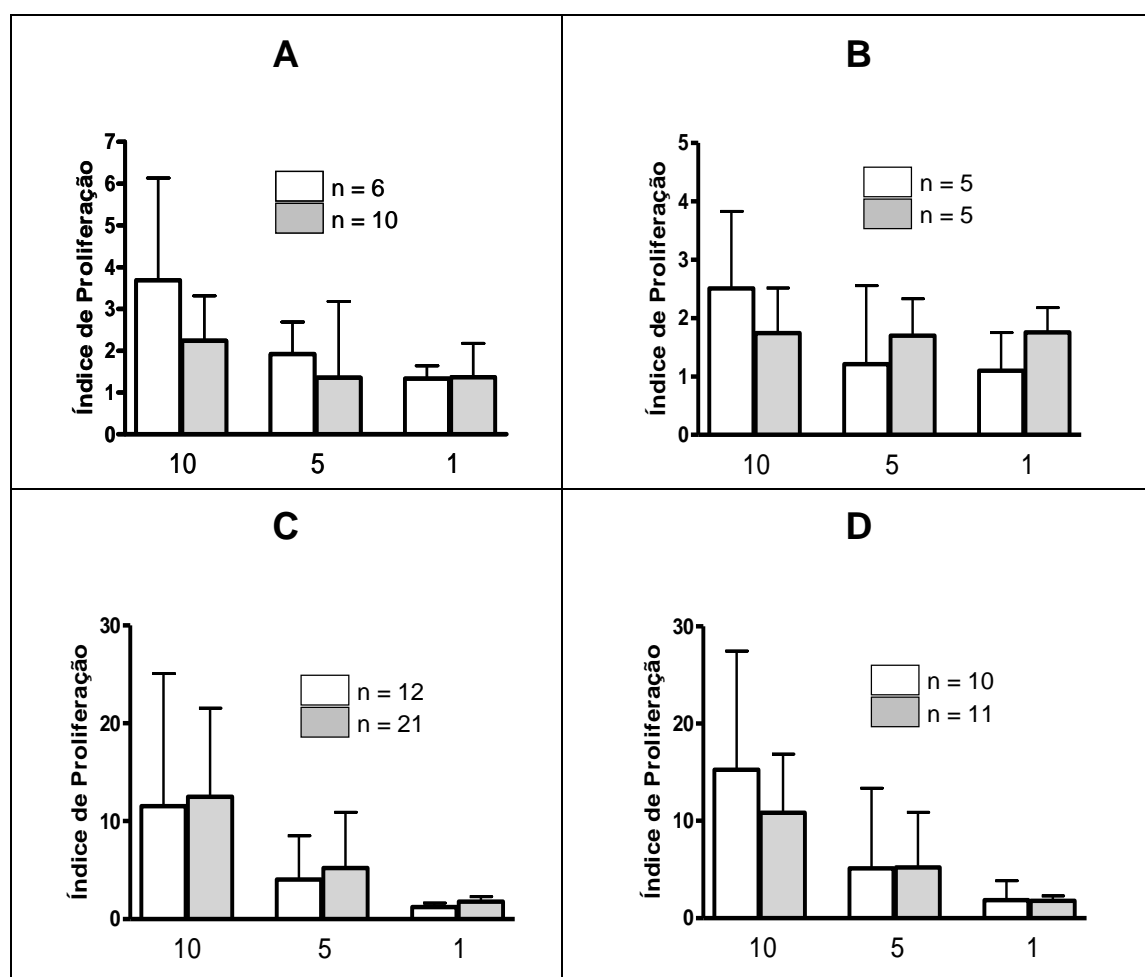 A
Índice de Proliferação
7
6
5
4
3
2
1
0
n = 6
n = 10
10 5 1
B
Índice de Proliferação
5
4
3
2
1
0
n = 5
n = 5
10 5 1
C
Índice de Proliferação
30
20
10
0
n = 12
n = 21
10 5 1
D
Índice de Proliferação
30
20
10
0
n = 10
n = 11
10 5 1